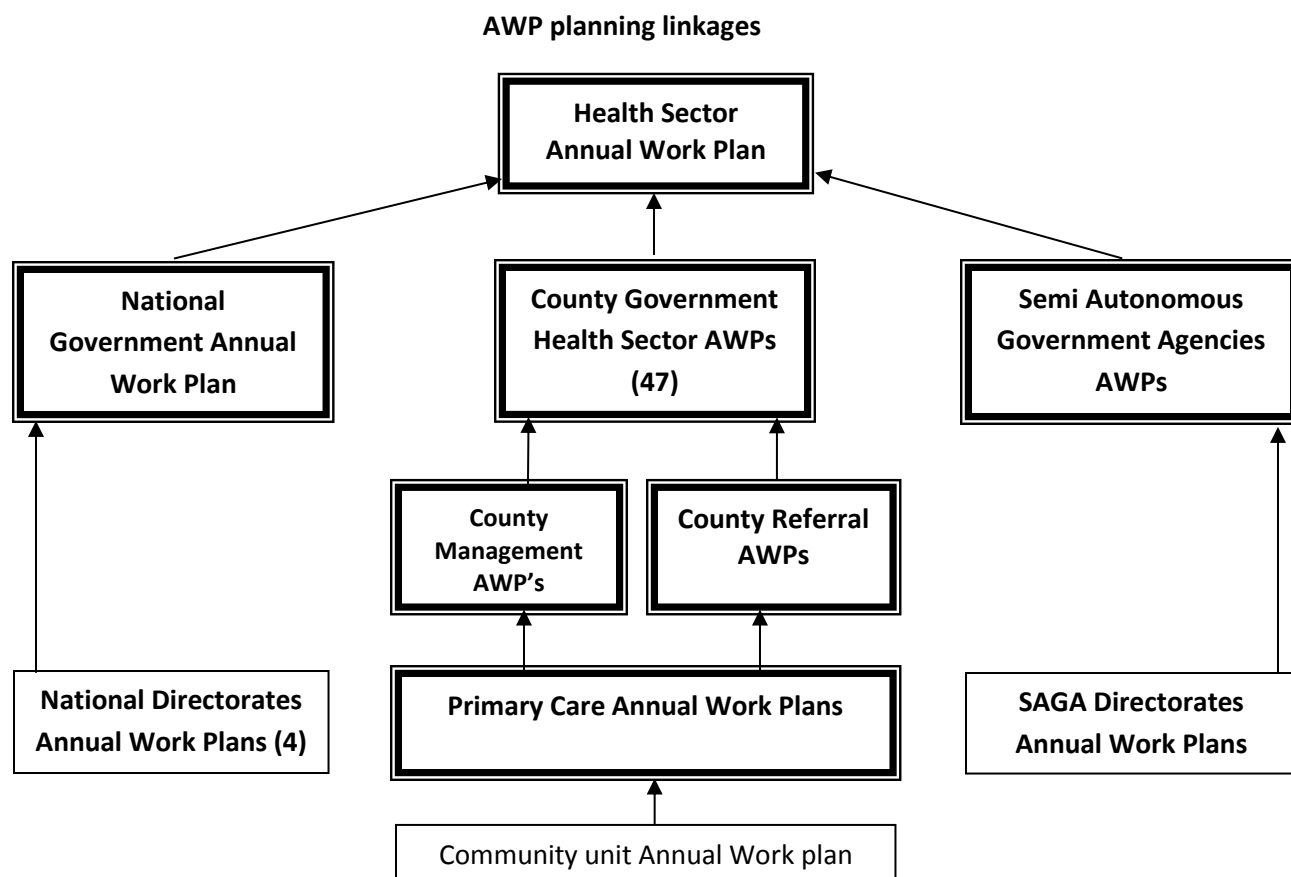 AWP planning linkages
Health Sector
Annual Work Plan
National
Government Annual
Work Plan
County Government
Health Sector AWPs
(47)
Semi Autonomous
Government Agencies
AWPs
County
Management
AWP’s
County Referral
AWPs
National Directorates
Annual Work Plans (4)
Primary Care Annual Work Plans
SAGA Directorates
Annual Work Plans
Community unit Annual Work plan